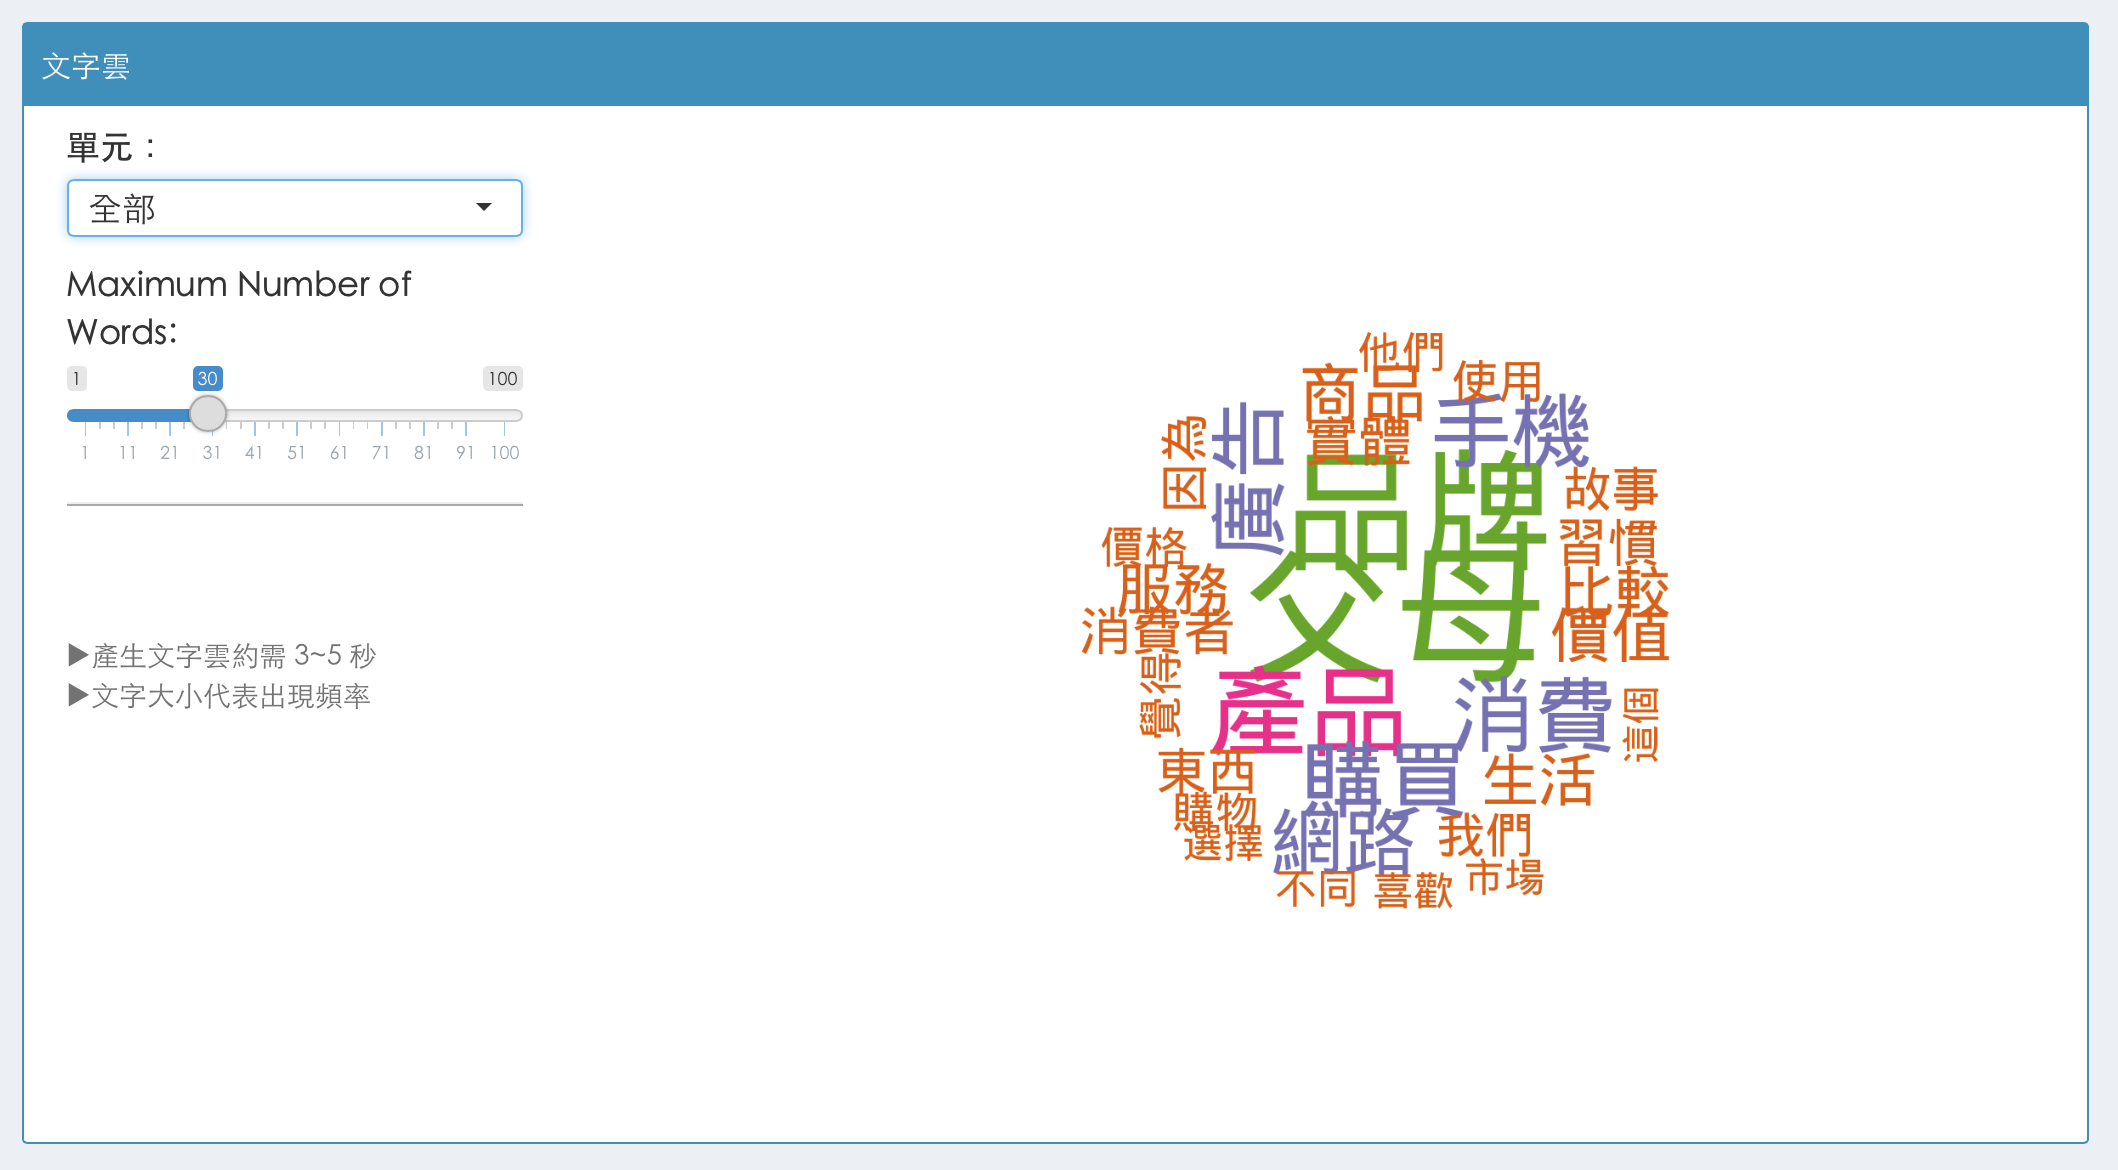 文字雲
單元：
全部
Maximum Number of
Words:
1 30 100
1 11 21 31 41 51 61 71 81 91 100
▶產生文字雲約需 3~5 秒
▶文字大小代表出現頻率
他們
商品
使用
實體
手機
因為
廣告
品牌
故事
習慣
價格
服務
父母
比較
消費者
價值
覺得
產品
消費
這個
東西
購買
生活
購物
選擇
網路
我們
不同
喜歡
市場